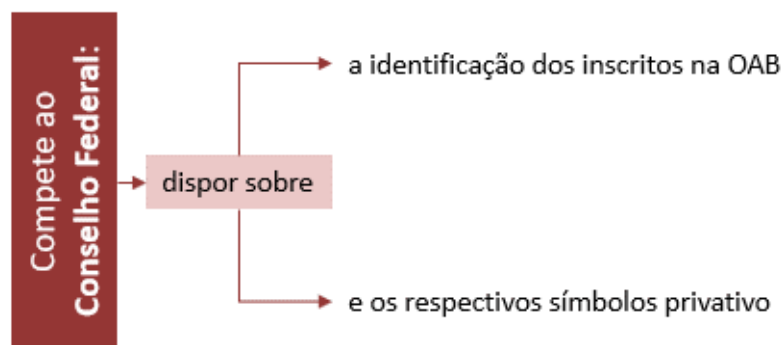 Compete ao
Conselho Federal:
dispor sobre
a identificação dos inscritos na OAB
e os respectivos símbolos privativo